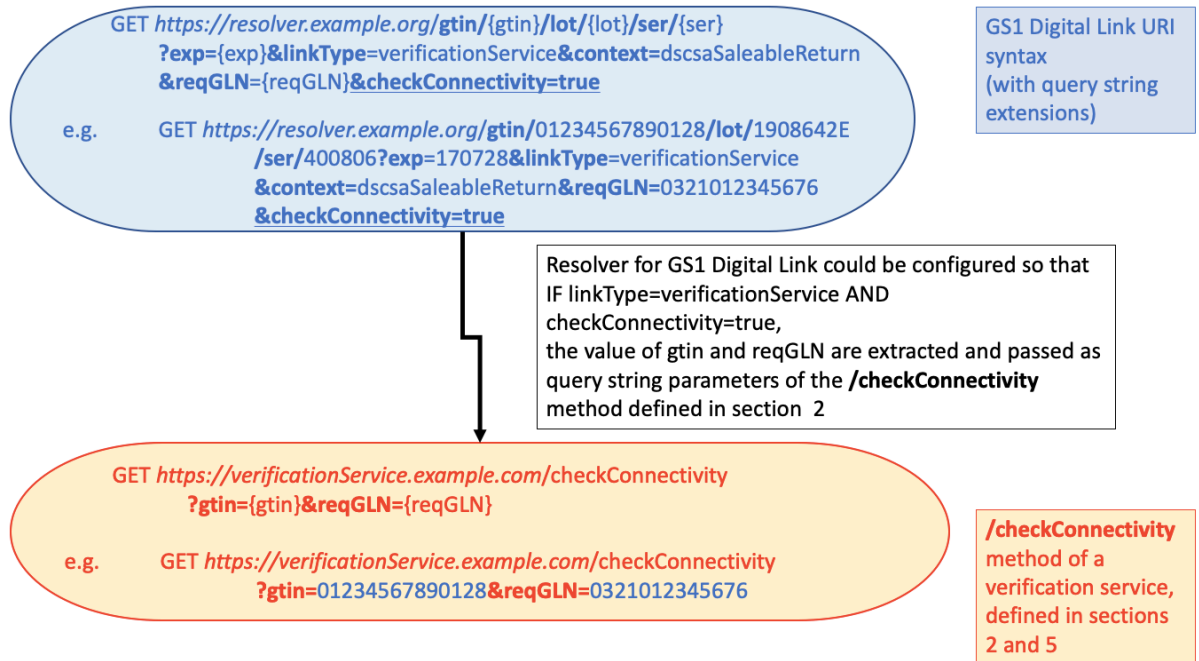 GET https://resolver.example.org/gtin/{gtin}/lot/{lot}/ser/{ser}
?exp={exp}&linkType=verificationService&context=dscsaSaleableReturn
&reqGLN={reqGLN}&checkConnectivity=true
e.g. GET https://resolver.example.org/gtin/01234567890128/lot/1908642E
/ser/400806?exp=170728&linkType=verificationService
&context=dscsaSaleableReturn&reqGLN=0321012345676
&checkConnectivity=true
GS1 Digital Link URI
syntax
(with query string
extensions)
Resolver for GS1 Digital Link could be configured so that
IF linkType=verificationService AND
checkConnectivity=true,
the value of gtin and reqGLN are extracted and passed as
query string parameters of the /checkConnectivity
method defined in section 2
GET https://verificationService.example.com/checkConnectivity
?gtin={gtin}&reqGLN={reqGLN}
e.g. GET https://verificationService.example.com/checkConnectivity
?gtin=01234567890128&reqGLN=0321012345676
/checkConnectivity
method of a
verification service,
defined in sections
2 and 5